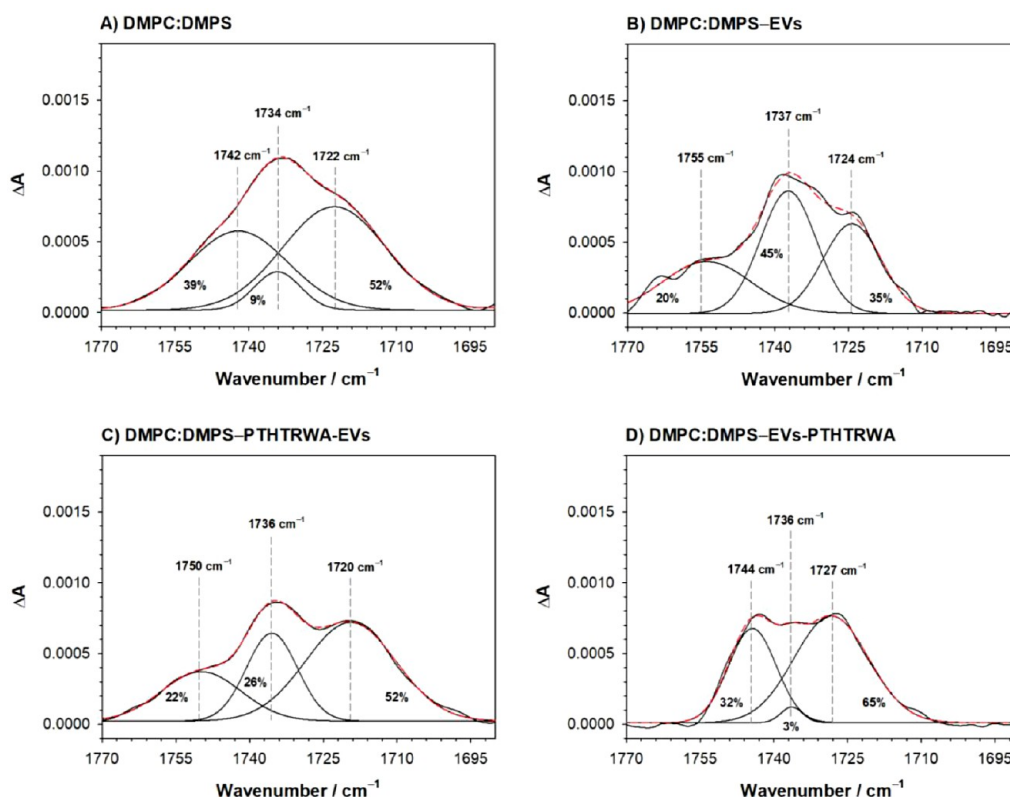 A) DMPC:DMPS
1734 cm⁻¹
1742 cm⁻¹
1722 cm⁻¹
0.0015
0.0010
0.0005
0.0000
ΔA
39%
9%
52%
1770 1755 1740 1725 1710 1695
Wavenumber / cm⁻¹
B) DMPC:DMPS–EVs
1737 cm⁻¹
1755 cm⁻¹
1724 cm⁻¹
0.0015
0.0010
0.0005
0.0000
ΔA
45%
20%
35%
1770 1755 1740 1725 1710 1695
Wavenumber / cm⁻¹
C) DMPC:DMPS–PTHTRWA-EVs
1736 cm⁻¹
1750 cm⁻¹
1720 cm⁻¹
0.0015
0.0010
0.0005
0.0000
ΔA
22%
26%
52%
1770 1755 1740 1725 1710 1695
Wavenumber / cm⁻¹
D) DMPC:DMPS–EVs-PTHTRWA
1736 cm⁻¹
1744 cm⁻¹
1727 cm⁻¹
0.0015
0.0010
0.0005
0.0000
ΔA
32%
3%
65%
1770 1755 1740 1725 1710 1695
Wavenumber / cm⁻¹